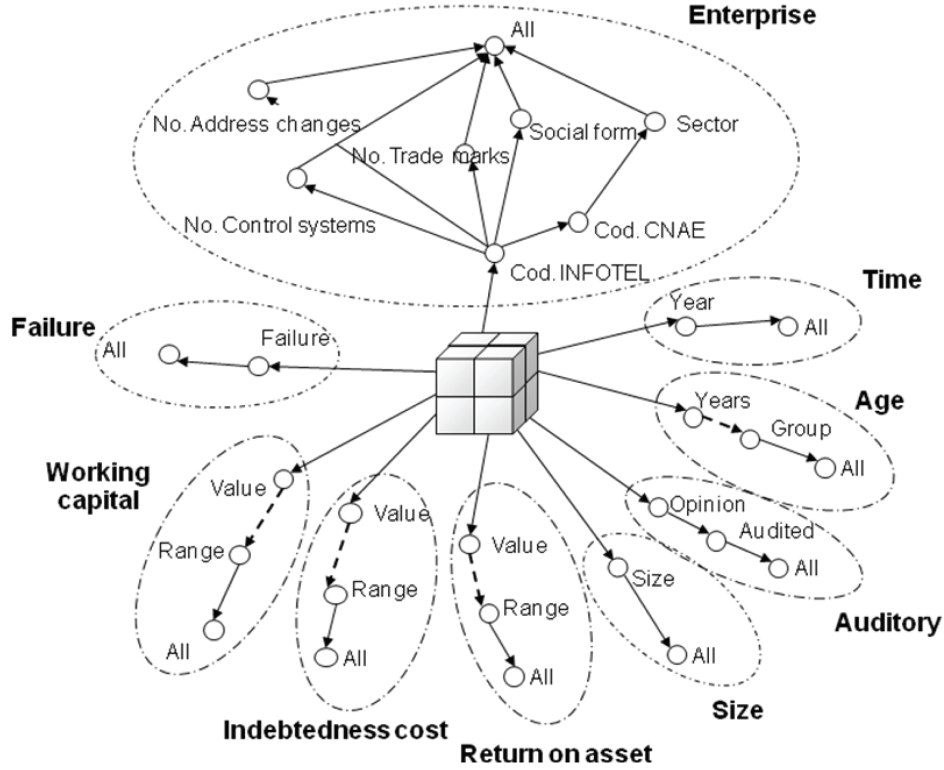 Enterprise
All
No. Address changes
Social form
Sector
No. Trade marks
No. Control systems
Cod. CNAE
Cod. INFOTEL
Time
Year
All
Failure
All
Failure
Age
Years
Group
All
Working
capital
Value
Range
All
Value
Range
All
Indebtedness cost
Value
Range
All
Return on asset
Size
All
Size
Opinion
Audited
All
Auditory